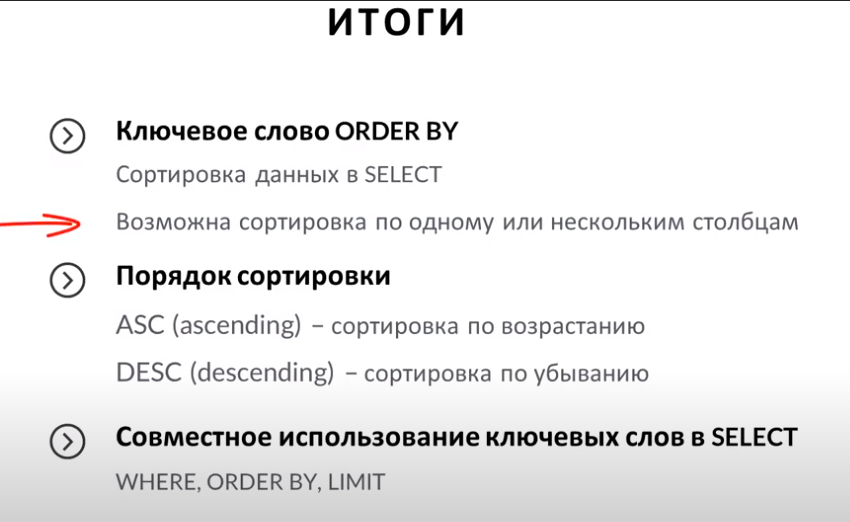 ИТОГИ
Ключевое слово ORDER BY
Сортировка данных в SELECT
Возможна сортировка по одному или нескольким столбцам
Порядок сортировки
ASC (ascending) – сортировка по возрастанию
DESC (descending) – сортировка по убыванию
Совместное использование ключевых слов в SELECT
WHERE, ORDER BY, LIMIT